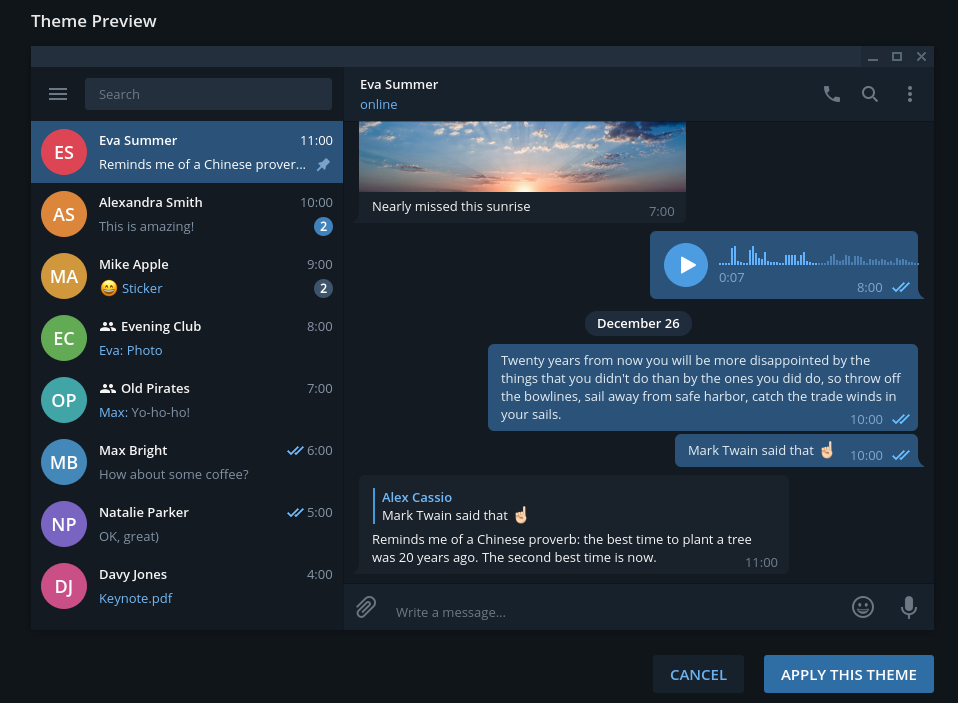 Theme Preview
Search
ES
Eva Summer 11:00
Reminds me of a Chinese prover...
AS
Alexandra Smith 10:00
This is amazing! 2
MA
Mike Apple 9:00
😄 Sticker 2
EC
Evening Club 8:00
Eva: Photo
OP
Old Pirates 7:00
Max: Yo-ho-ho!
MB
Max Bright 6:00
How about some coffee?
NP
Natalie Parker 5:00
OK, great)
DJ
Davy Jones 4:00
Keynote.pdf
Eva Summer
online
Nearly missed this sunrise 7:00
0:07 8:00
December 26
Twenty years from now you will be more disappointed by the
things that you didn't do than by the ones you did do, so throw off
the bowlines, sail away from safe harbor, catch the trade winds in
your sails. 10:00
Mark Twain said that ☝🏻 10:00
Alex Cassio
Mark Twain said that ☝🏻
Reminds me of a Chinese proverb: the best time to plant a tree
was 20 years ago. The second best time is now. 11:00
Write a message...
CANCEL
APPLY THIS THEME